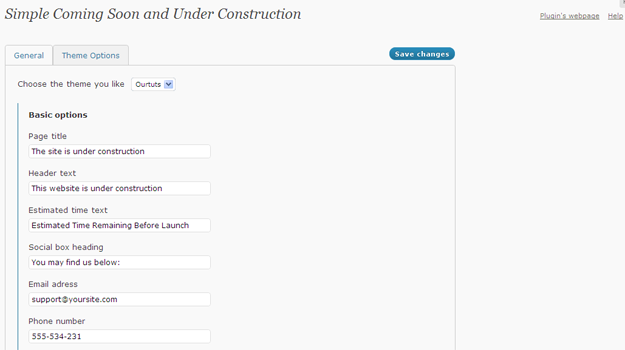 Simple Coming Soon and Under Construction
Plugin's webpage Help
General Theme Options Save changes
Choose the theme you like Ourtuts
Basic options
Page title
The site is under construction
Header text
This website is under construction
Estimated time text
Estimated Time Remaining Before Launch
Social box heading
You may find us below:
Email adress
support@yoursite.com
Phone number
555-534-231